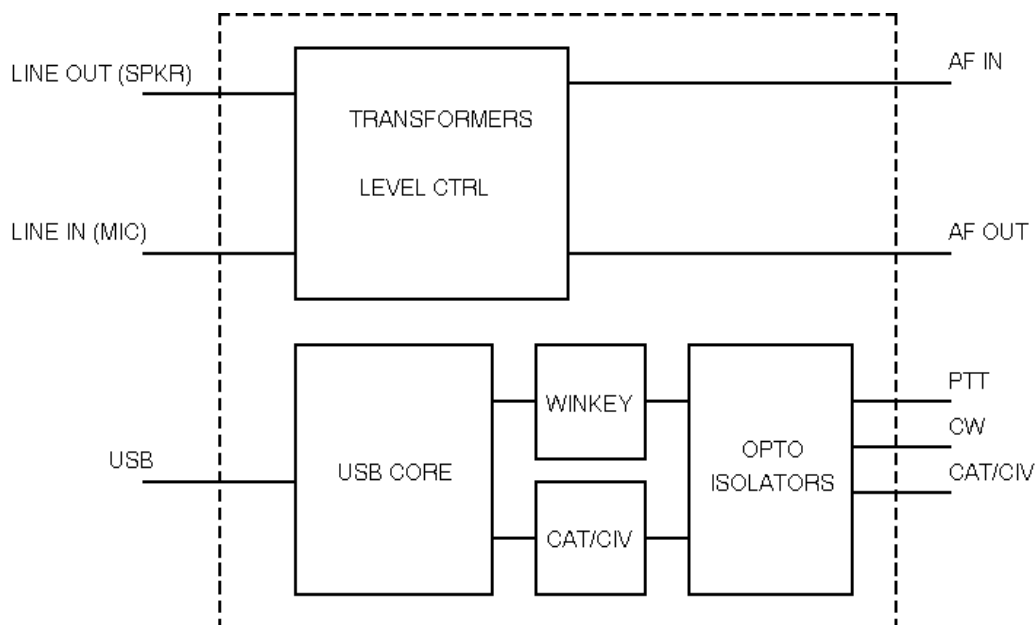 LINE OUT (SPKR)
AF IN
TRANSFORMERS
LEVEL CTRL
LINE IN (MIC)
AF OUT
USB
USB CORE
WINKEY
CAT/CIV
OPTO
ISOLATORS
PTT
CW
CAT/CIV